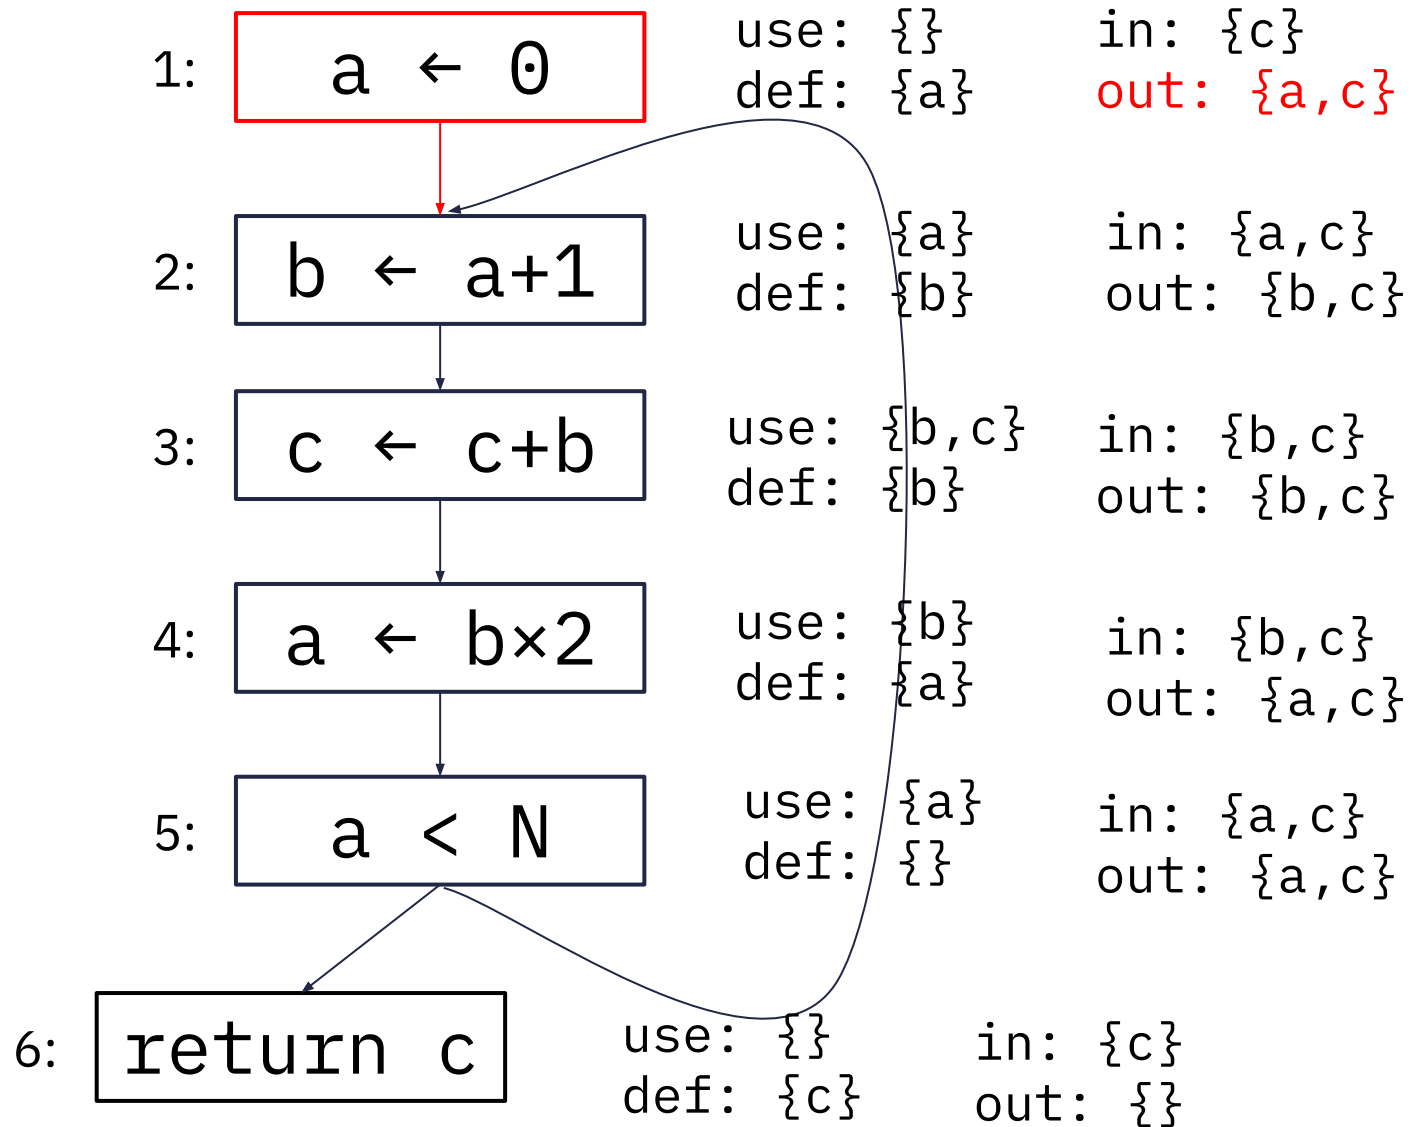 1:
a ← 0
use: {}
def: {a}
in: {c}
out: {a,c}
2:
b ← a+1
use: {a}
def: {b}
in: {a,c}
out: {b,c}
3:
c ← c+b
use: {b,c}
def: {b}
in: {b,c}
out: {b,c}
4:
a ← b×2
use: {b}
def: {a}
in: {b,c}
out: {a,c}
5:
a < N
use: {a}
def: {}
in: {a,c}
out: {a,c}
6:
return c
use: {}
def: {c}
in: {c}
out: {}